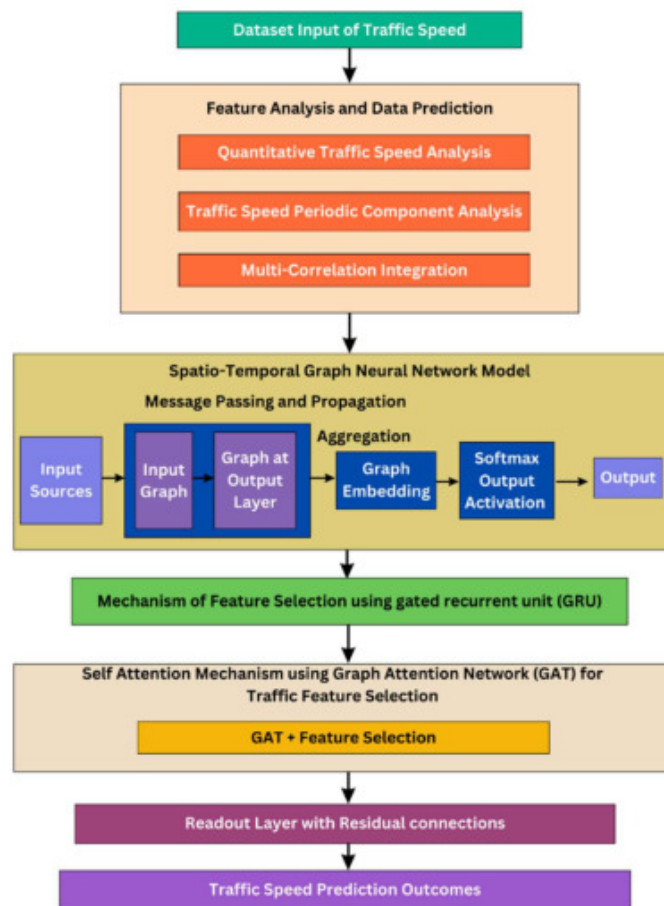 Dataset Input of Traffic Speed
Feature Analysis and Data Prediction
Quantitative Traffic Speed Analysis
Traffic Speed Periodic Component Analysis
Multi-Correlation Integration
Spatio-Temporal Graph Neural Network Model
Message Passing and Propagation
Aggregation
Input
Sources
Input
Graph
Graph at
Output
Layer
Graph
Embedding
Softmax
Output
Activation
Output
Mechanism of Feature Selection using gated recurrent unit (GRU)
Self Attention Mechanism using Graph Attention Network (GAT) for
Traffic Feature Selection
GAT + Feature Selection
Readout Layer with Residual connections
Traffic Speed Prediction Outcomes